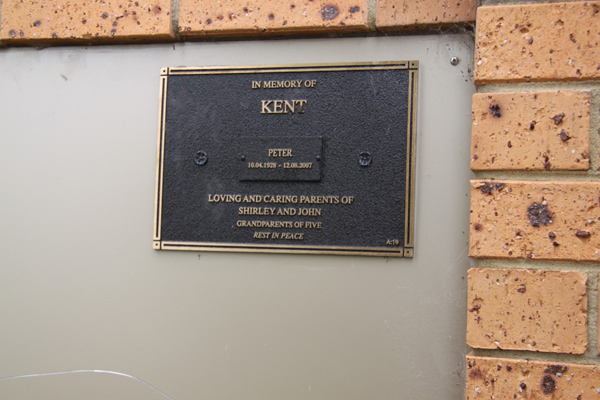 IN MEMORY OF
KENT
PETER
10.04.1928 - 12.08.2007
LOVING AND CARING PARENTS OF
SHIRLEY AND JOHN
GRANDPARENTS OF FIVE
REST IN PEACE
A:19